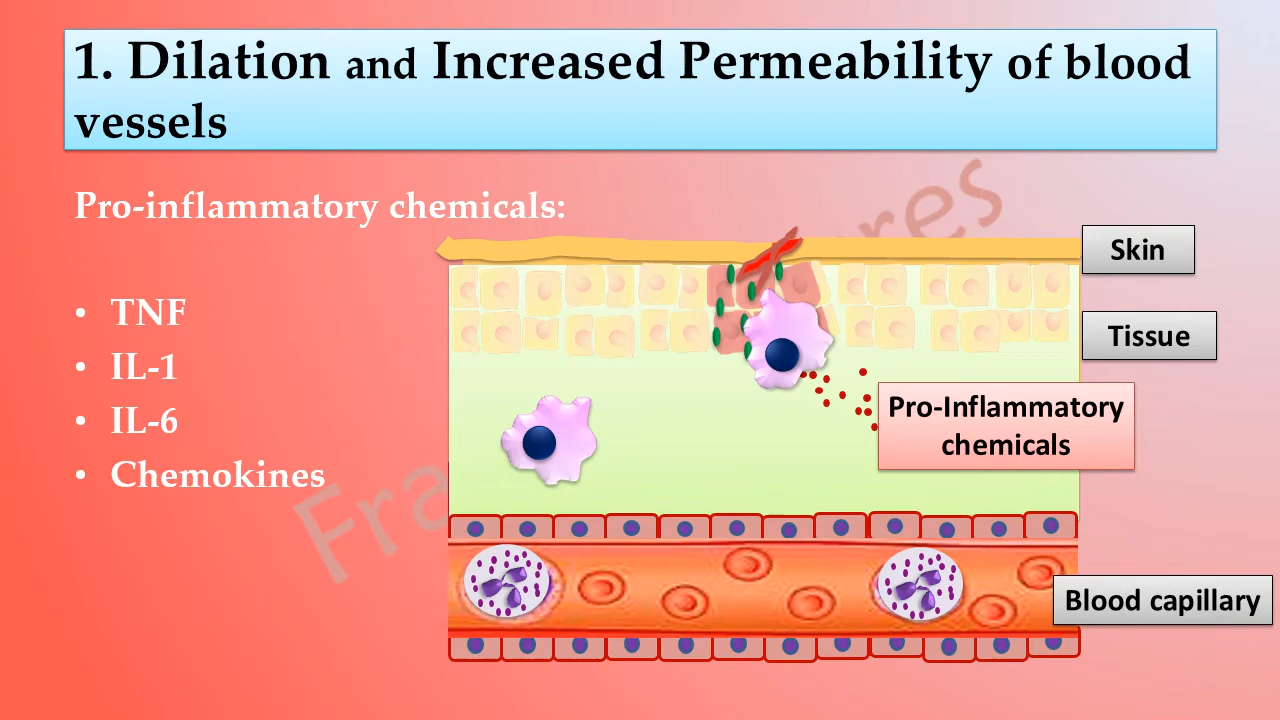 1. Dilation and Increased Permeability of blood
vessels
Pro-inflammatory chemicals:
• TNF
• IL-1
• IL-6
• Chemokines
Skin
Tissue
Pro-Inflammatory
chemicals
Blood capillary